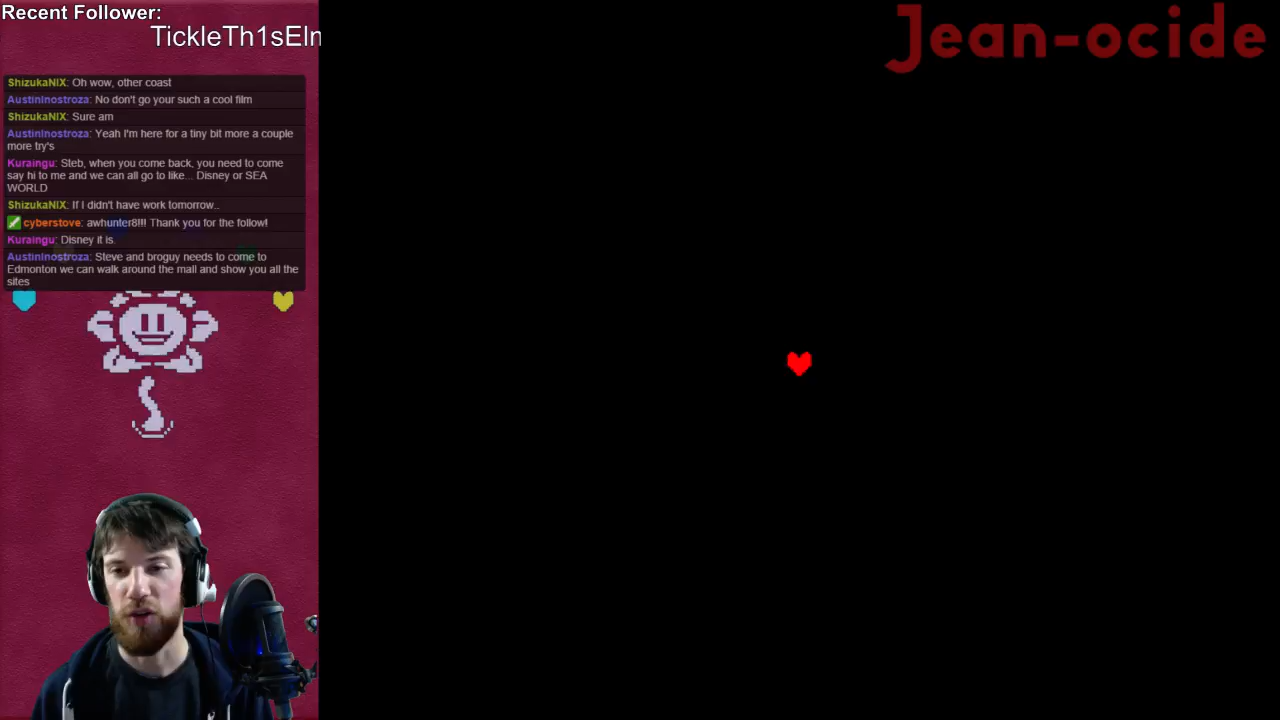 Recent Follower:
TickleTh1sEln
Jean-ocide
ShizukaNIX: Oh wow, other coast
AustinInostroza: No don't go your such a cool film
ShizukaNIX: Sure am
AustinInostroza: Yeah I'm here for a tiny bit more a couple
more try's
Kuraingu: Steb, when you come back, you need to come
say hi to me and we can all go to like... Disney or SEA
WORLD
ShizukaNIX: If I didn't have work tomorrow..
cyberstove: awhunter8!!! Thank you for the follow!
Kuraingu: Disney it is.
AustinInostroza: Steve and broguy needs to come to
Edmonton we can walk around the mall and show you all the
sites